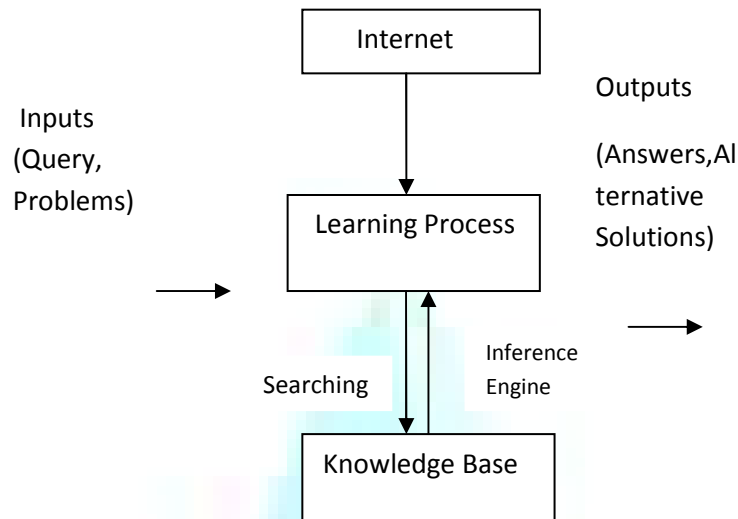 Internet
Inputs
(Query,
Problems)
Outputs
(Answers,Al
ternative
Solutions)
Learning Process
Searching
Inference
Engine
Knowledge Base